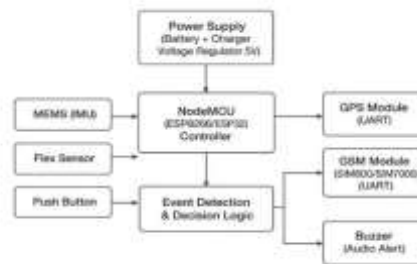 Power Supply
(Battery + Charger
Voltage Regulator 5V)
MEMS (IMU)
NodeMCU
(ESP8266/ESP32)
Controller
GPS Module
(UART)
Flex Sensor
GSM Module
(SIM800/SIM7000)
(UART)
Push Button
Event Detection
& Decision Logic
Buzzer
(Audio Alert)